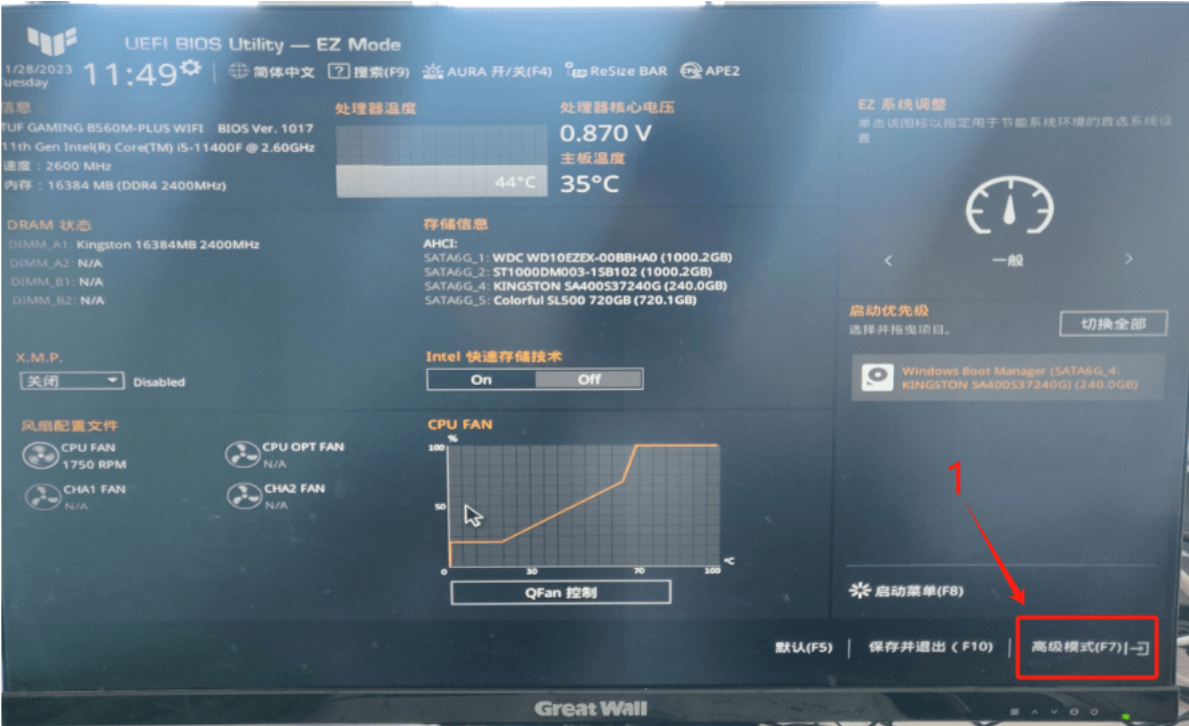 UEFI BIOS Utility — EZ Mode
1/28/2023
Tuesday
11:49
简体中文
搜索(F9)
AURA 开/关(F4)
ReSize BAR
APE2
信息
TUF GAMING B560M-PLUS WIFI BIOS Ver. 1017
11th Gen Intel(R) Core(TM) i5-11400F @ 2.60GHz
速度：2600 MHz
内存：16384 MB (DDR4 2400MHz)
处理器温度
44°C
处理器核心电压
0.870 V
主板温度
35°C
EZ 系统调整
单击该图标以指定用于节能系统环境的首选系统设
置
<
一般
>
DRAM 状态
DIMM_A1: Kingston 16384MB 2400MHz
DIMM_A2: N/A
DIMM_B1: N/A
DIMM_B2: N/A
存储信息
AHCI:
SATA6G_1: WDC WD10EZEX-00BBHA0 (1000.2GB)
SATA6G_2: ST1000DM003-1SB102 (1000.2GB)
SATA6G_4: KINGSTON SA400S37240G (240.0GB)
SATA6G_5: Colorful SL500 720GB (720.1GB)
启动优先级
选择并拖曳项目。
切换全部
Windows Boot Manager (SATA6G_4:
KINGSTON SA400S37240G) (240.0GB)
X.M.P.
关闭
Disabled
Intel 快速存储技术
On
Off
风扇配置文件
CPU FAN
1750 RPM
CPU OPT FAN
N/A
CHA1 FAN
N/A
CHA2 FAN
N/A
CPU FAN
%
100
50
0
30
70
100
°C
QFan 控制
1
启动菜单(F8)
默认(F5)
保存并退出（F10)
高级模式(F7)
Great Wall